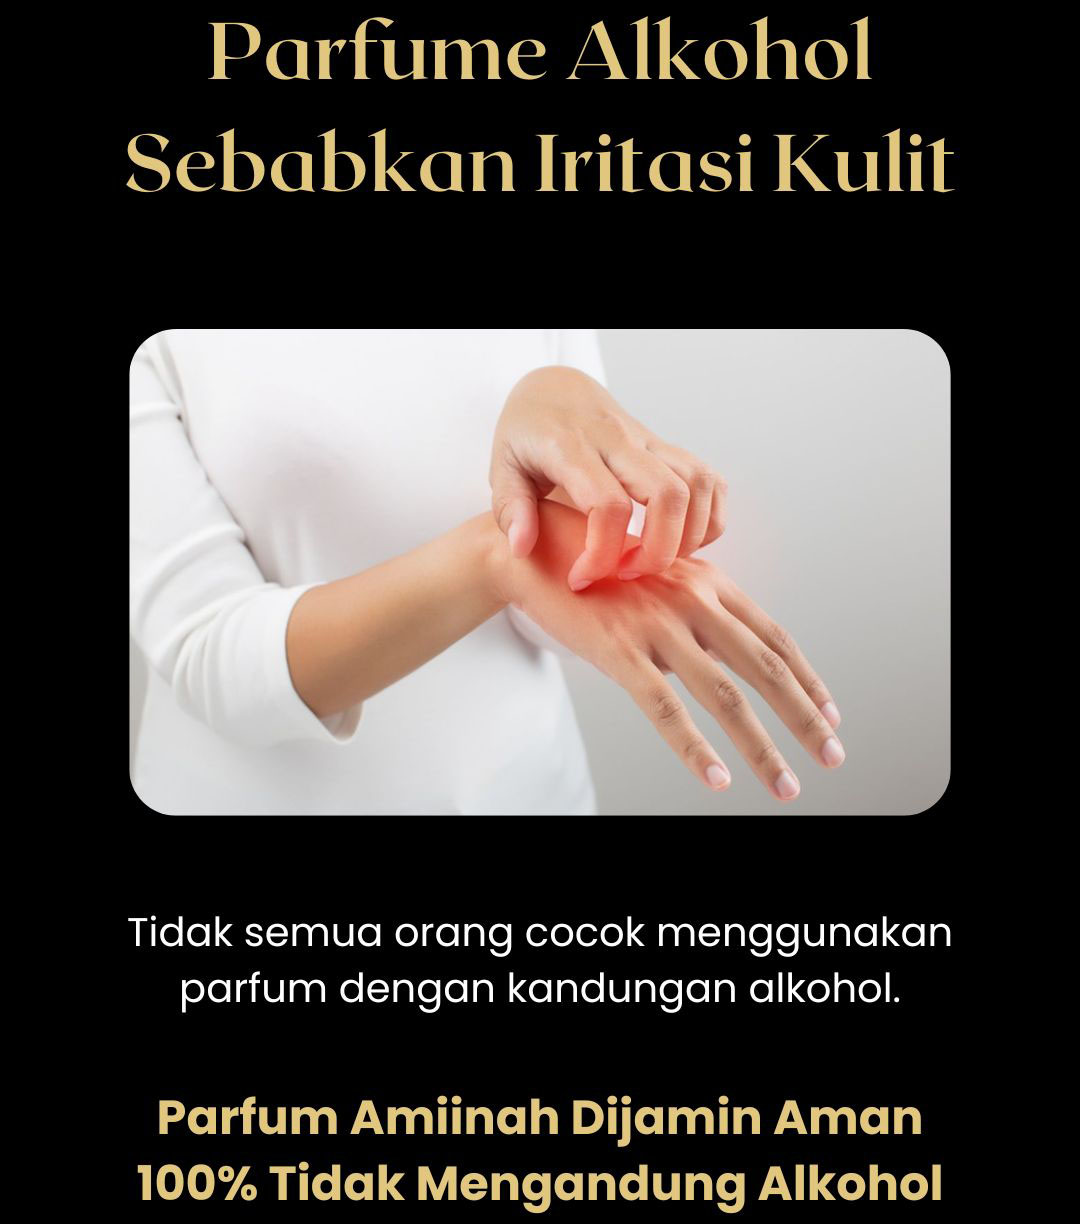 Parfume Alkohol
Sebabkan Iritasi Kulit
Tidak semua orang cocok menggunakan
parfum dengan kandungan alkohol.
Parfum Amiinah Dijamin Aman
100% Tidak Mengandung Alkohol